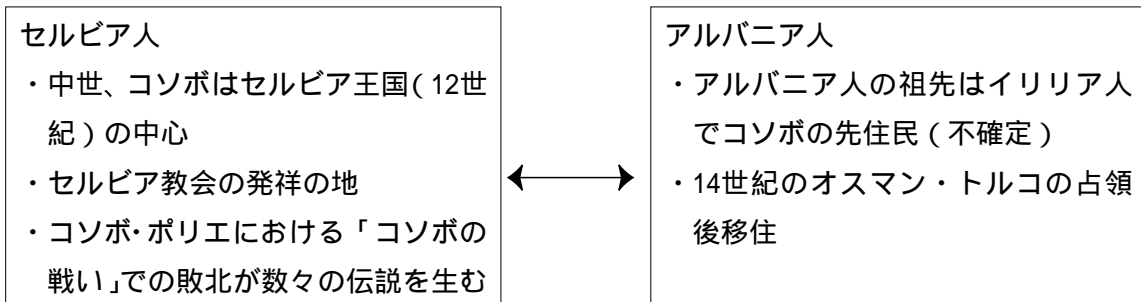 セルビア人
・中世、コソボはセルビア王国(12世
紀)の中心
・セルビア教会の発祥の地
・コソボ・ポリエにおける「コソボの
戦い」での敗北が数々の伝説を生む
アルバニア人
・アルバニア人の祖先はイリリア人
でコソボの先住民(不確定)
・14世紀のオスマン・トルコの占領
後移住